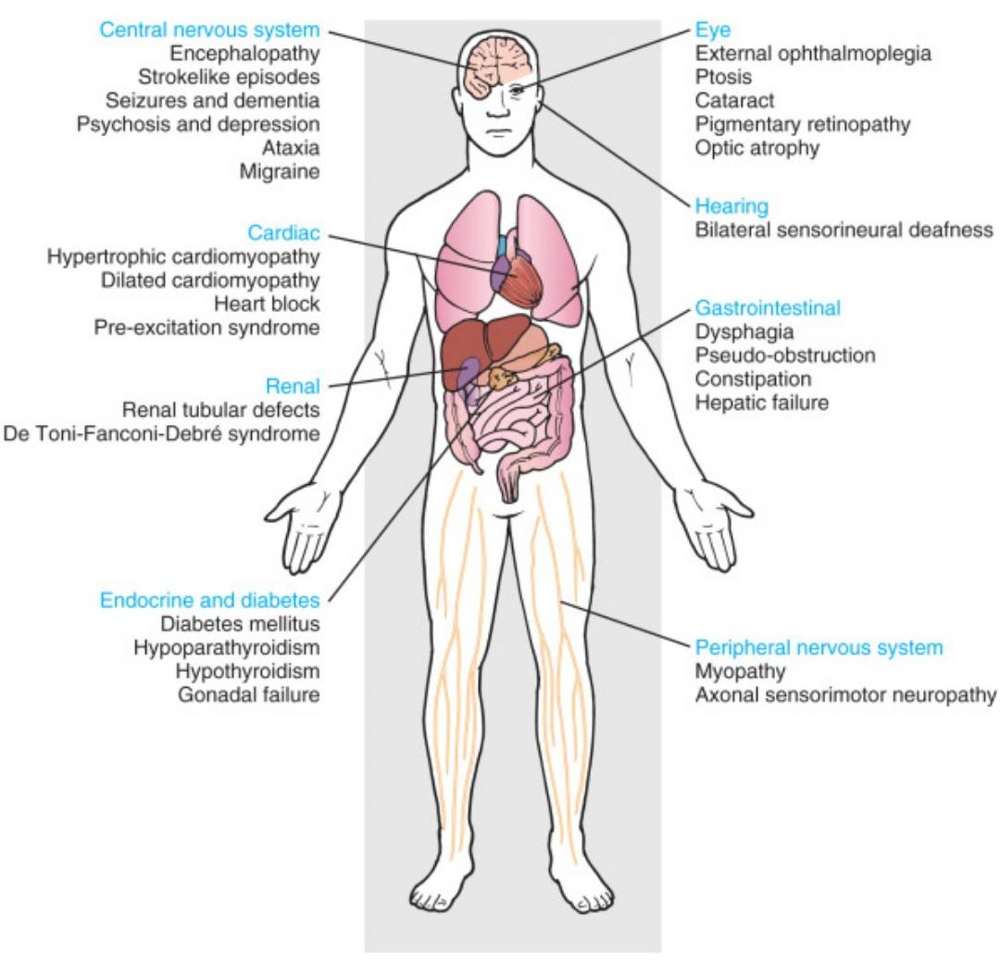 Central nervous system
Encephalopathy
Strokelike episodes
Seizures and dementia
Psychosis and depression
Ataxia
Migraine
Cardiac
Hypertrophic cardiomyopathy
Dilated cardiomyopathy
Heart block
Pre-excitation syndrome
Renal
Renal tubular defects
De Toni-Fanconi-Debré syndrome
Endocrine and diabetes
Diabetes mellitus
Hypoparathyroidism
Hypothyroidism
Gonadal failure
Eye
External ophthalmoplegia
Ptosis
Cataract
Pigmentary retinopathy
Optic atrophy
Hearing
Bilateral sensorineural deafness
Gastrointestinal
Dysphagia
Pseudo-obstruction
Constipation
Hepatic failure
Peripheral nervous system
Myopathy
Axonal sensorimotor neuropathy